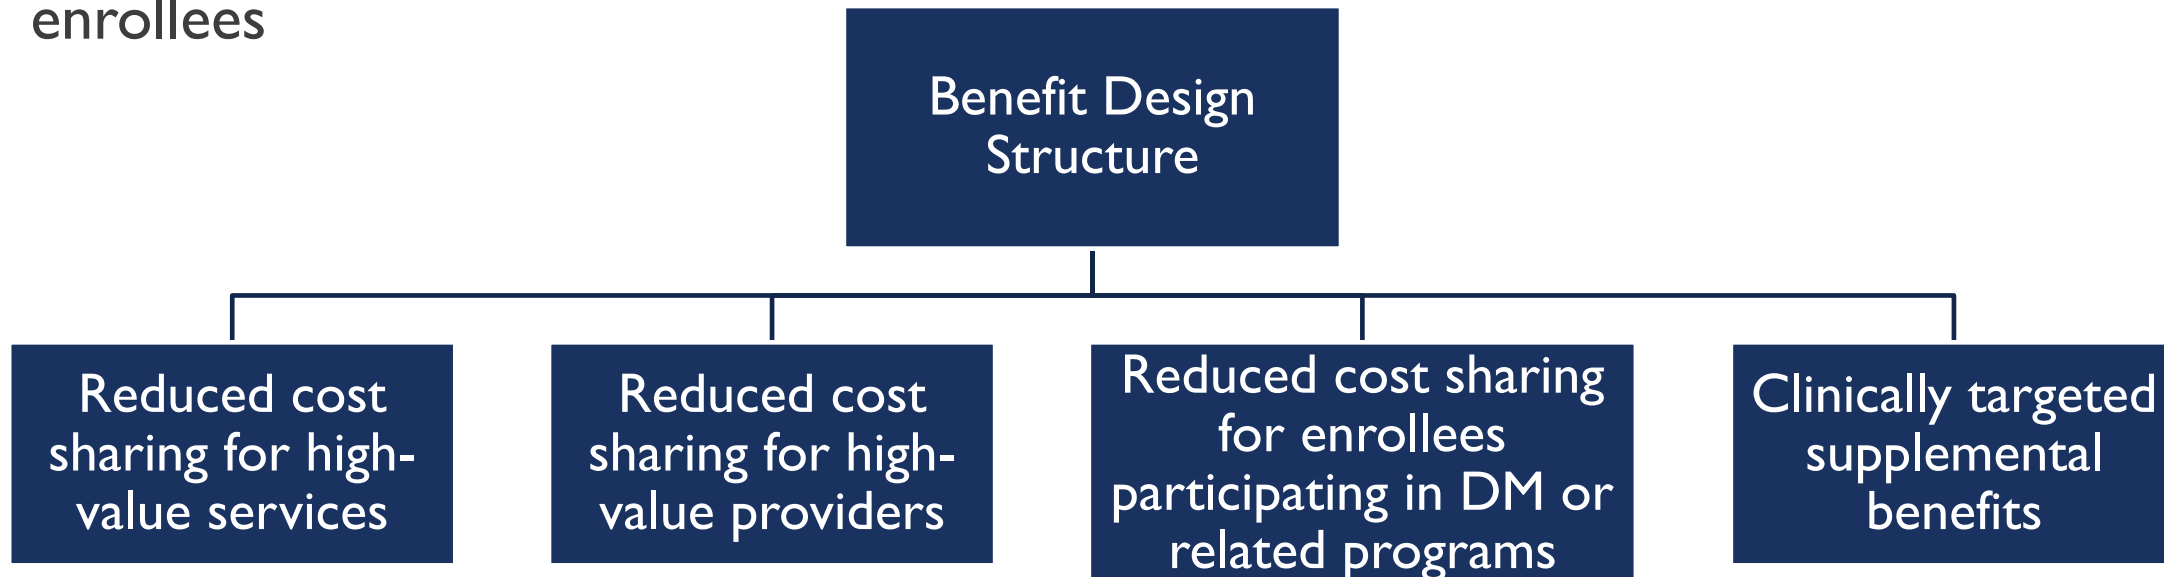 enrollees
Benefit Design
Structure
Reduced cost
sharing for high-
value services
Reduced cost
sharing for high-
value providers
Reduced cost sharing
for enrollees
participating in DM or
related programs
Clinically targeted
supplemental
benefits